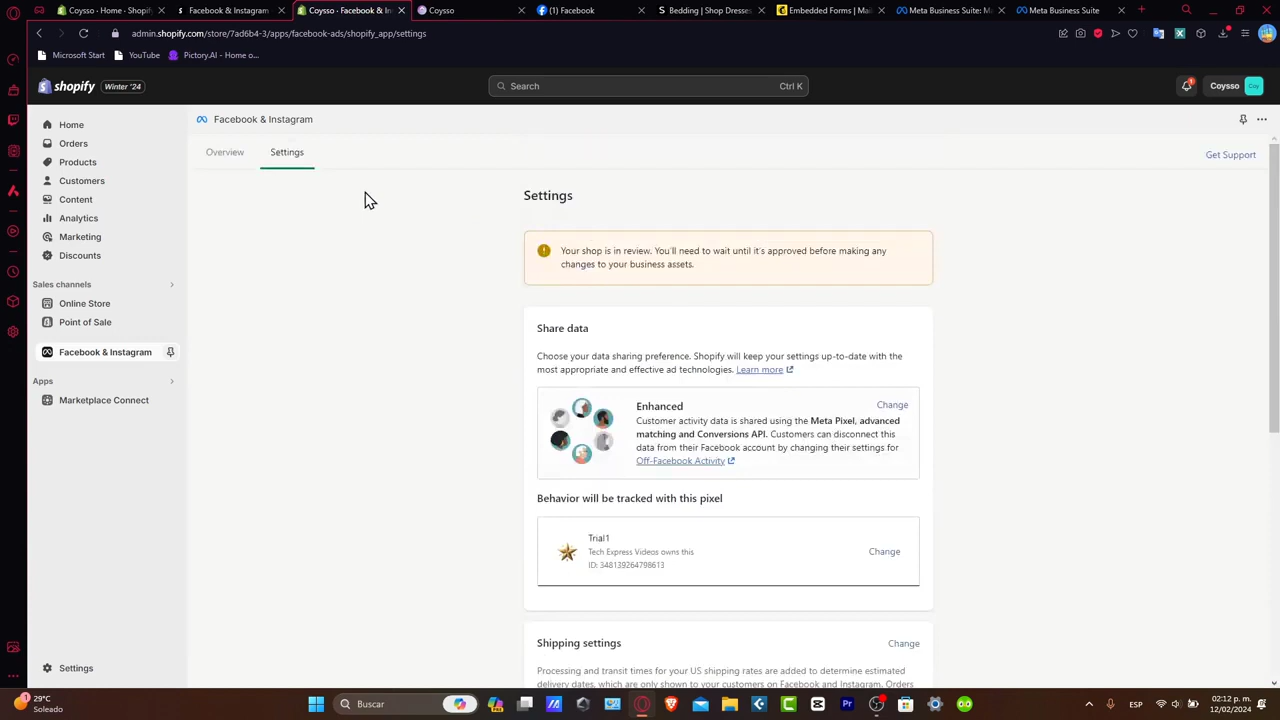 Coysso · Home · Shopify
Facebook & Instagram
Coysso · Facebook & In
Coysso
(1) Facebook
Bedding | Shop Dresses
Embedded Forms | Mai
Meta Business Suite: M
Meta Business Suite
admin.shopify.com/store/7ad6b4-3/apps/facebook-ads/shopify_app/settings
Microsoft Start
YouTube
Pictory.AI - Home o...
shopify
Winter '24
Search
Ctrl K
1
Coysso
Coy
Home
Orders
Products
Customers
Content
Analytics
Marketing
Discounts
Sales channels
Online Store
Point of Sale
Facebook & Instagram
Apps
Marketplace Connect
Settings
Facebook & Instagram
Overview
Settings
Get Support
Settings
Your shop is in review. You'll need to wait until it's approved before making any
changes to your business assets.
Share data
Choose your data sharing preference. Shopify will keep your settings up-to-date with the
most appropriate and effective ad technologies. Learn more
Enhanced
Change
Customer activity data is shared using the Meta Pixel, advanced
matching and Conversions API. Customers can disconnect this
data from their Facebook account by changing their settings for
Off-Facebook Activity
Behavior will be tracked with this pixel
Trial1
Tech Express Videos owns this
ID: 348139264798613
Change
Shipping settings
Change
Processing and transit times for your US shipping rates are added to determine estimated
delivery dates, which are only shown to your customers on Facebook and Instagram. Orders
29°C
Soleado
Buscar
ESP
02:12 p. m.
12/02/2024